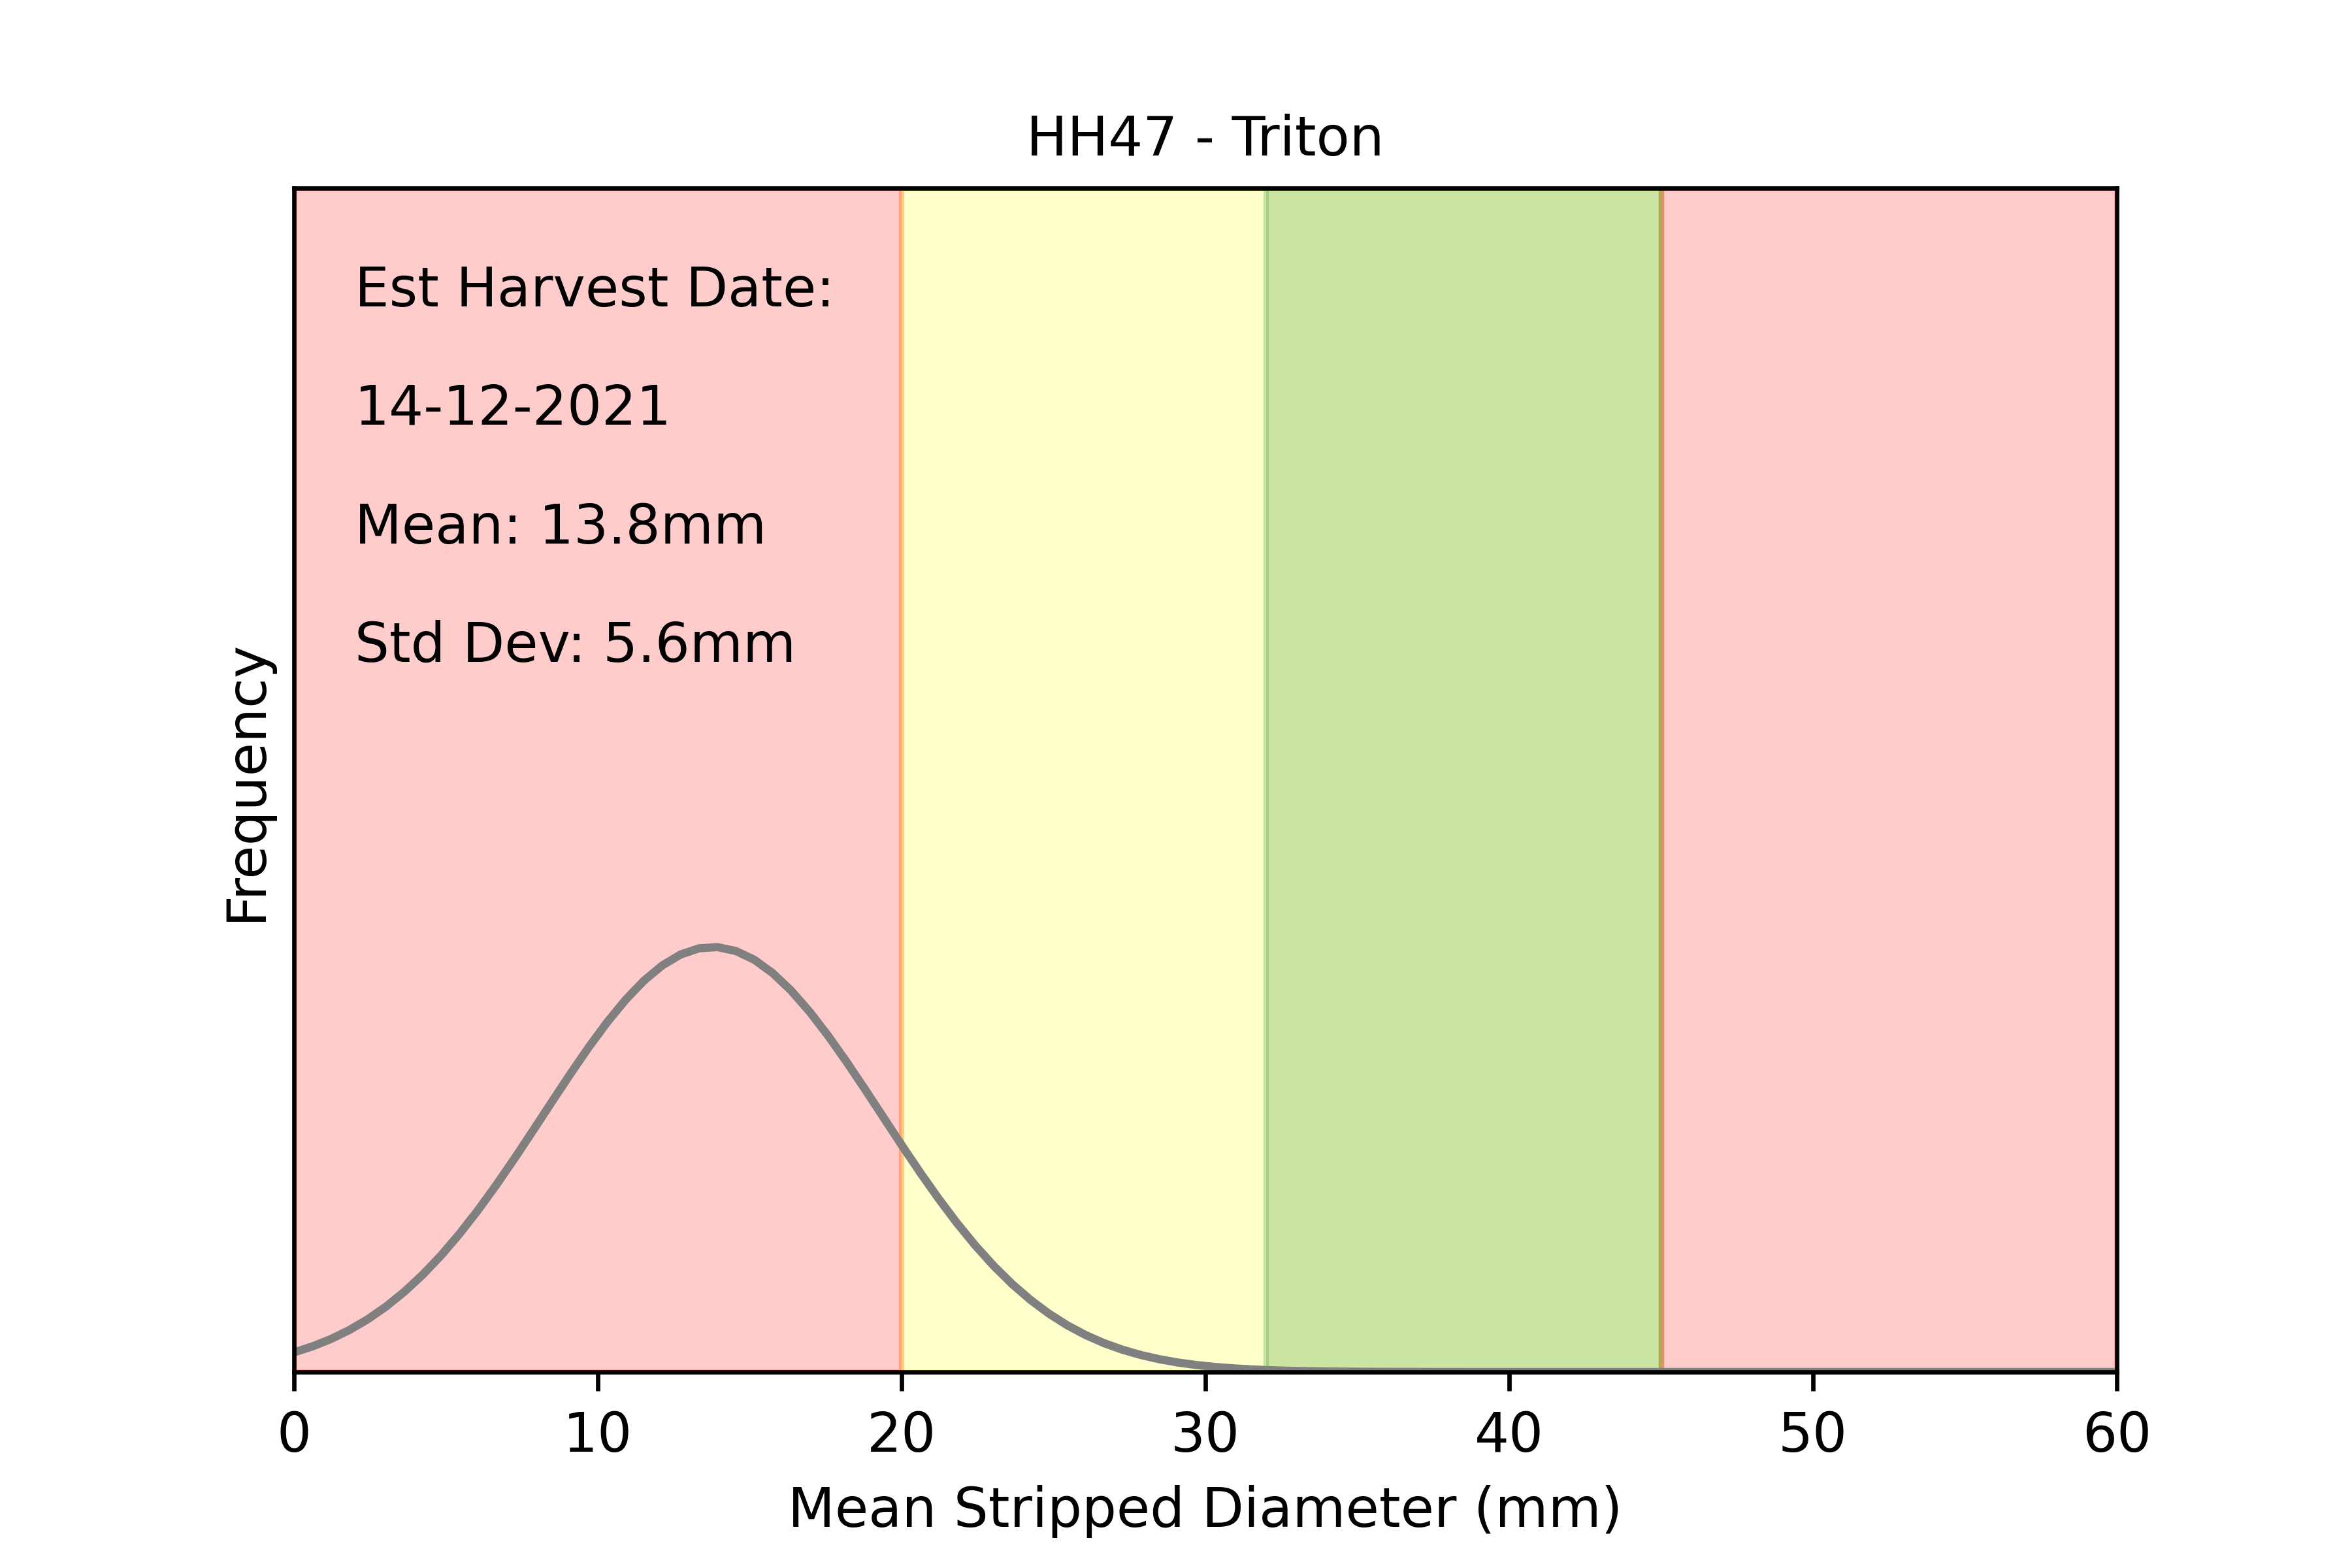 HH47 - Triton
Est Harvest Date:
14-12-2021
Mean: 13.8mm
Std Dev: 5.6mm
Frequency
0 10 20 30 40 50 60
Mean Stripped Diameter (mm)